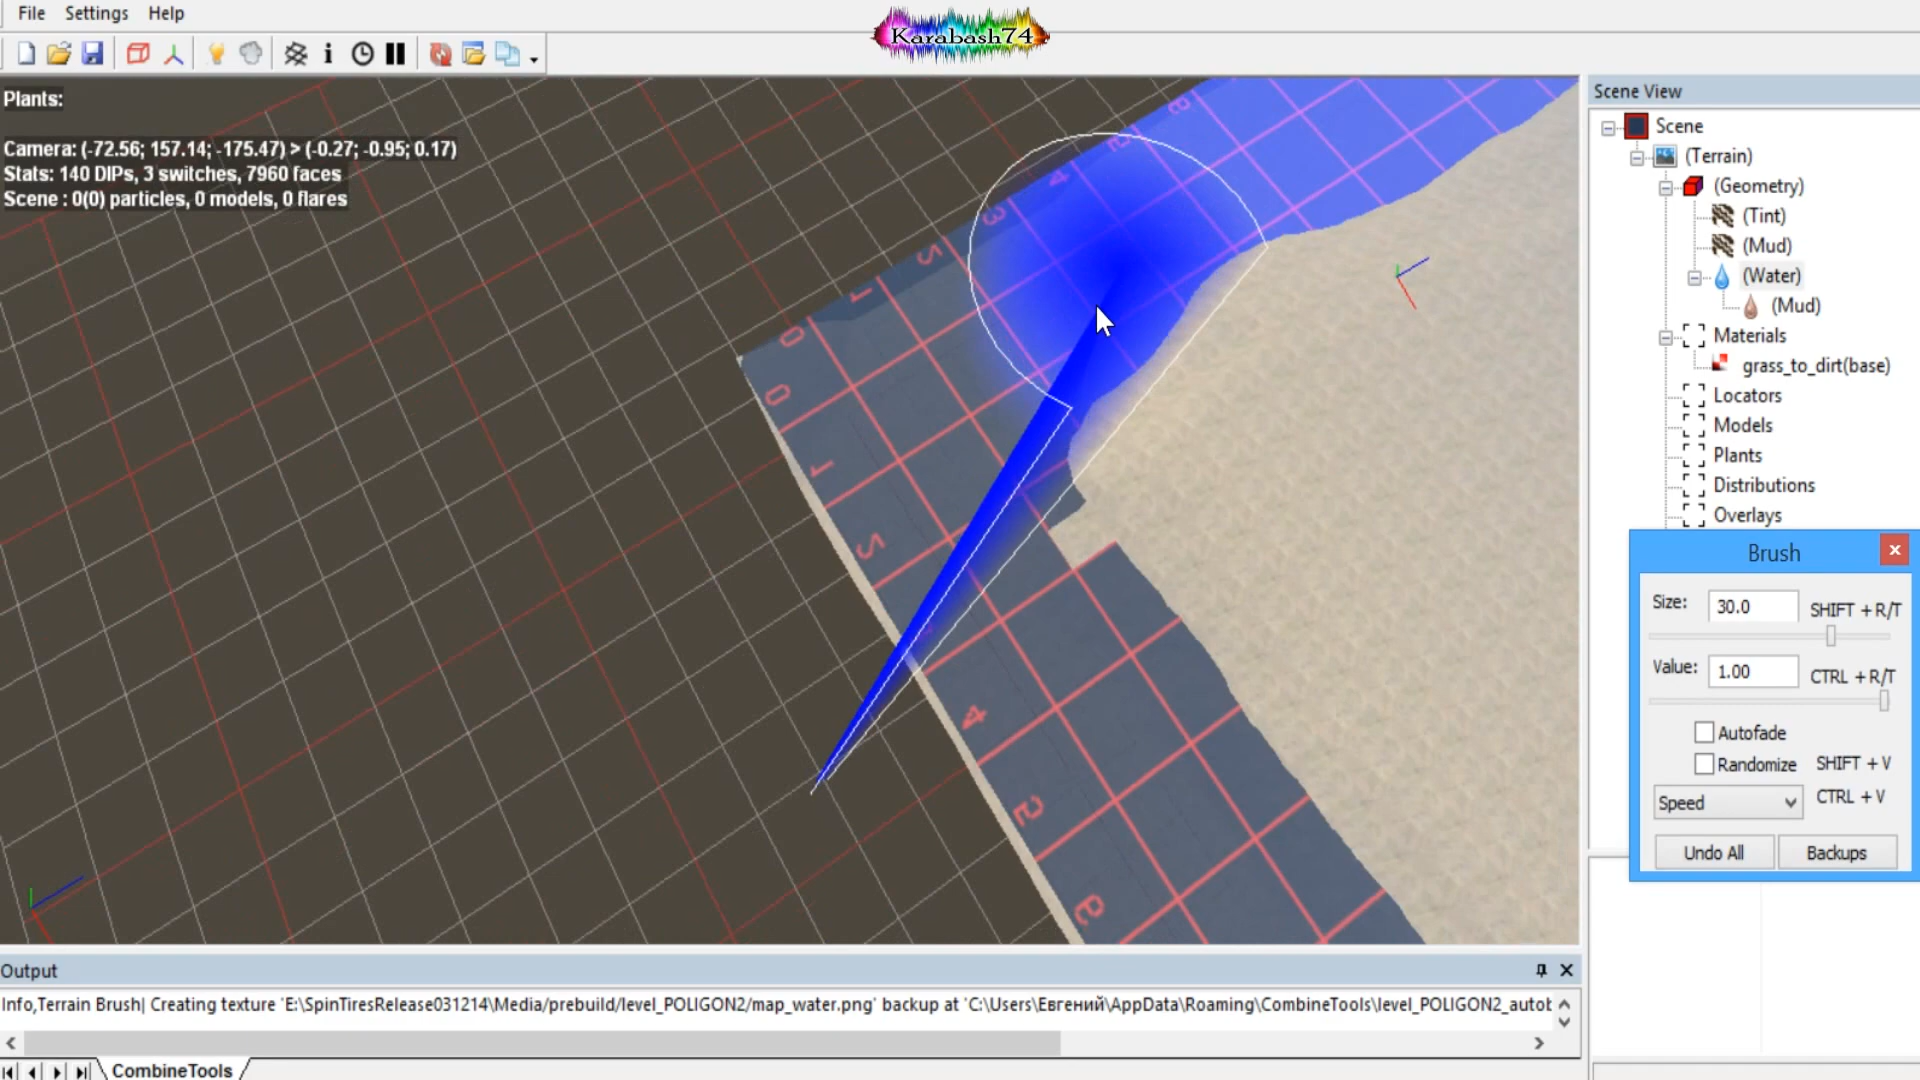 File Settings Help
Karabash74
Plants:
Camera: (-72.56; 157.14; -175.47) > (-0.27; -0.95; 0.17)
Stats: 140 DIPs, 3 switches, 7960 faces
Scene : 0(0) particles, 0 models, 0 flares
Scene View
Scene
(Terrain)
(Geometry)
(Tint)
(Mud)
(Water)
(Mud)
Materials
grass_to_dirt(base)
Locators
Models
Plants
Distributions
Overlays
Brush
Size: 30.0 SHIFT + R/T
Value: 1.00 CTRL + R/T
Autofade
Randomize SHIFT + V
Speed CTRL + V
Undo All Backups
Output
Info,Terrain Brush| Creating texture 'E:\SpinTiresRelease031214\Media/prebuild/level_POLIGON2/map_water.png' backup at 'C:\Users\Евгений\AppData\Roaming\CombineTools\level_POLIGON2_autob
CombineTools